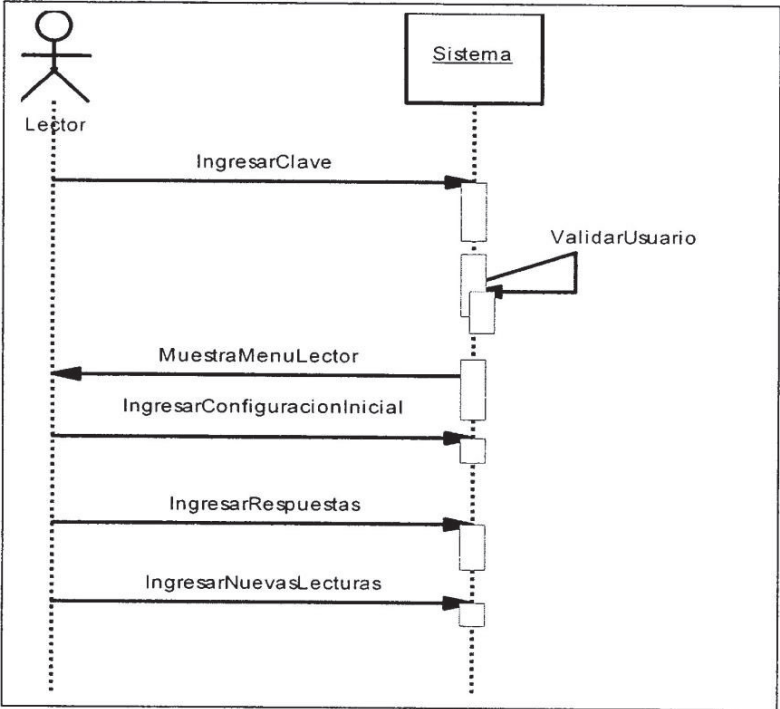 Sistema
Lector
IngresarClave
ValidarUsuario
MuestraMenuLector
IngresarConfiguracionInicial
IngresarRespuestas
IngresarNuevasLecturas